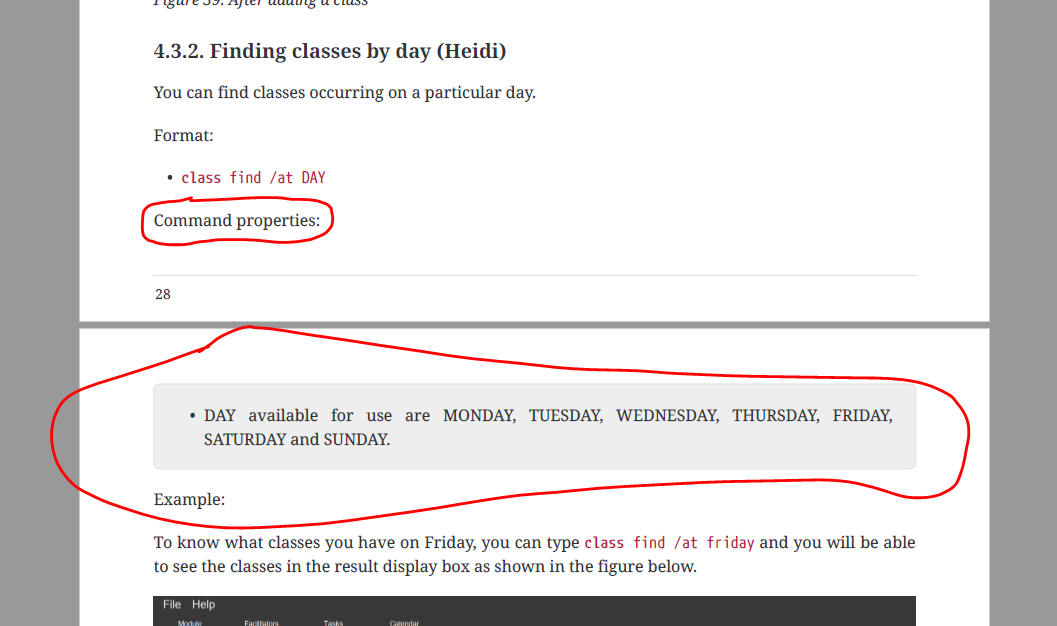 Figure 39. After adding a class
4.3.2. Finding classes by day (Heidi)
You can find classes occurring on a particular day.
Format:
• class find /at DAY
Command properties:
28
• DAY available for use are MONDAY, TUESDAY, WEDNESDAY, THURSDAY, FRIDAY,
SATURDAY and SUNDAY.
Example:
To know what classes you have on Friday, you can type class find /at friday and you will be able
to see the classes in the result display box as shown in the figure below.
File Help
Module Facilitators Tasks Calendar